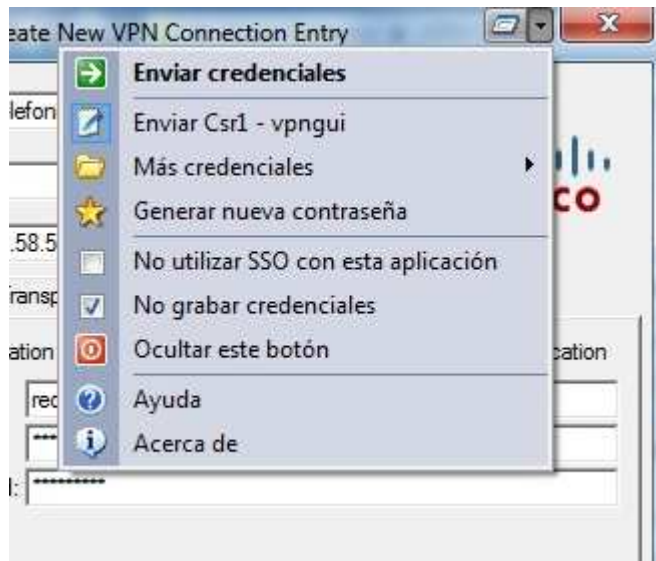 eate New VPN Connection Entry
Enviar credenciales
lefon
Enviar Csr1 - vpngui
Más credenciales
co
Generar nueva contraseña
.58.5
No utilizar SSO con esta aplicación
ransp
No grabar credenciales
ation Ocultar este botón cation
rec Ayuda
*** Acerca de
l: *********